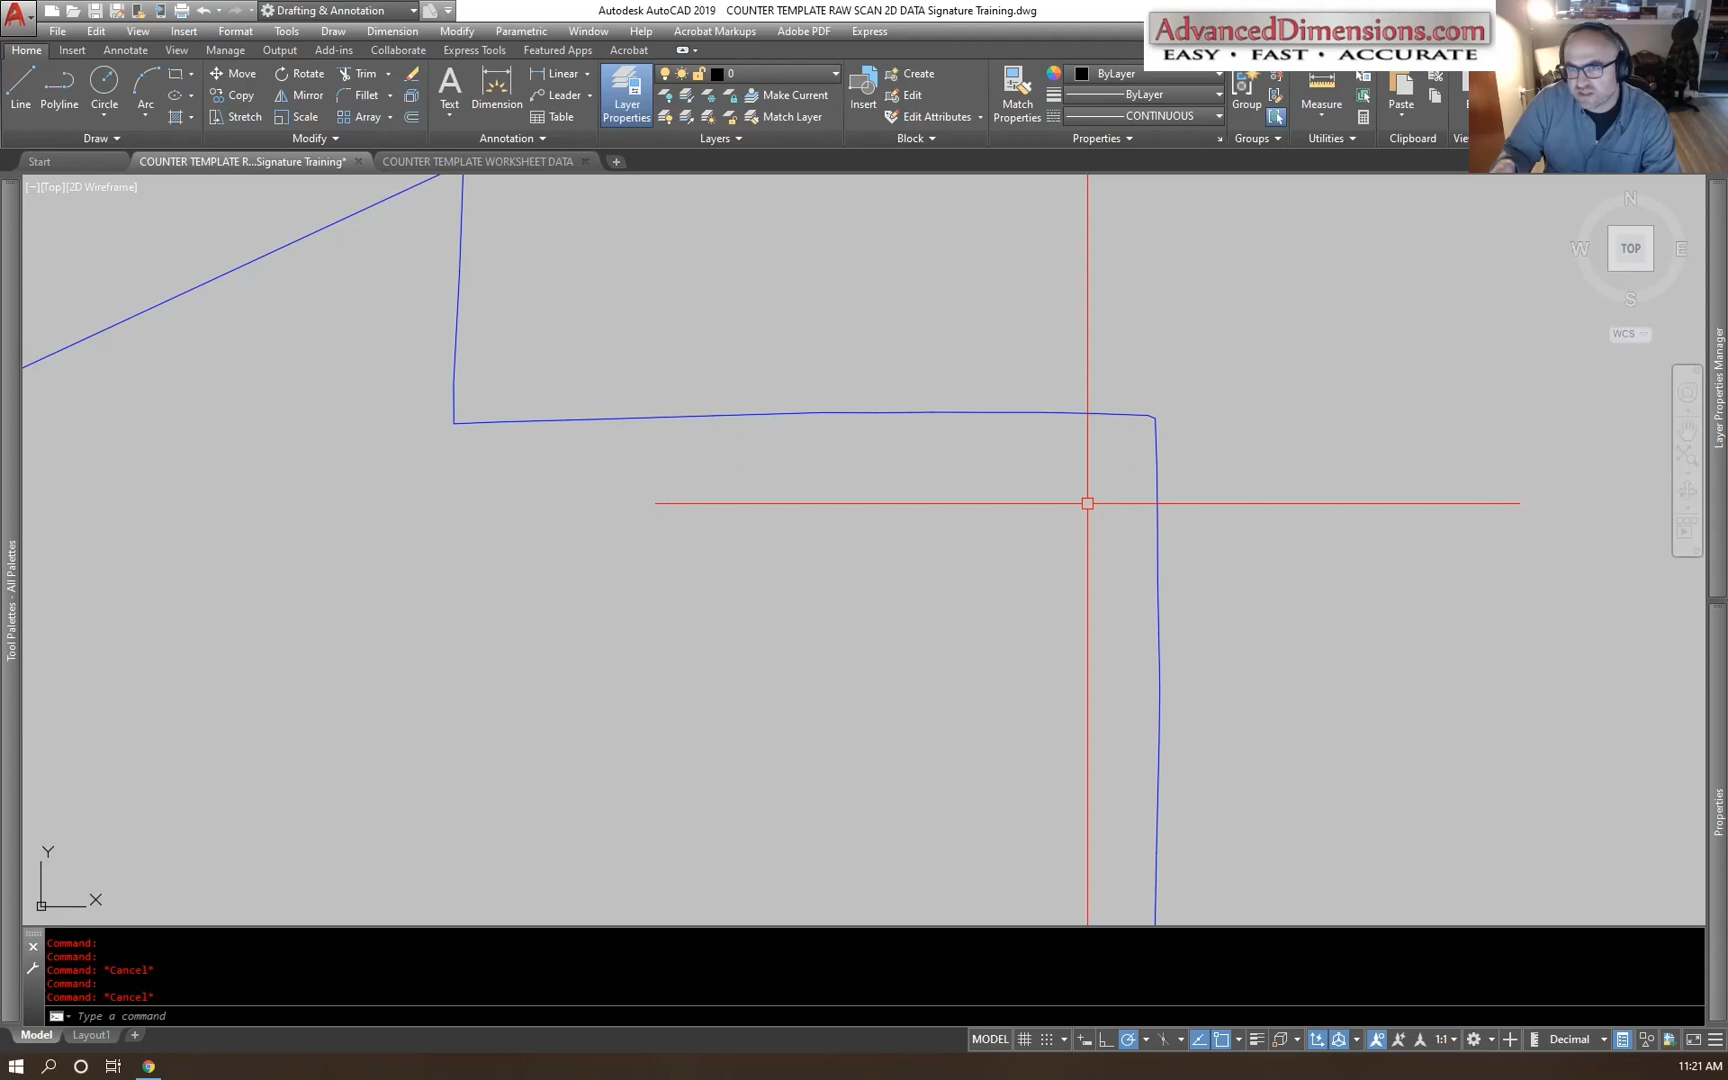 Drafting & Annotation
Autodesk AutoCAD 2019 COUNTER TEMPLATE RAW SCAN 2D DATA Signature Training.dwg
AdvancedDimensions.com
EASY • FAST • ACCURATE
File Edit View Insert Format Tools Draw Dimension Modify Parametric Window Help Acrobat Markups Adobe PDF Express
Home Insert Annotate View Manage Output Add-ins Collaborate Express Tools Featured Apps Acrobat
Line Polyline Circle Arc
Move Rotate Trim
Copy Mirror Fillet
Stretch Scale Array
Text Dimension
Linear
Leader
Table
Layer Properties
0
Make Current
Match Layer
Insert
Create
Edit
Edit Attributes
Match Properties
ByLayer
ByLayer
CONTINUOUS
Group
Measure
Paste
Draw Modify Annotation Layers Block Properties Groups Utilities Clipboard
Start COUNTER TEMPLATE R...Signature Training* COUNTER TEMPLATE WORKSHEET DATA
[−][Top][2D Wireframe]
N
W TOP E
S
WCS
Tool Palettes - All Palettes
Layer Properties Manager
Properties
Y
X
Command:
Command:
Command: *Cancel*
Command:
Command: *Cancel*
Type a command
Model Layout1
MODEL 1:1 Decimal
11:21 AM